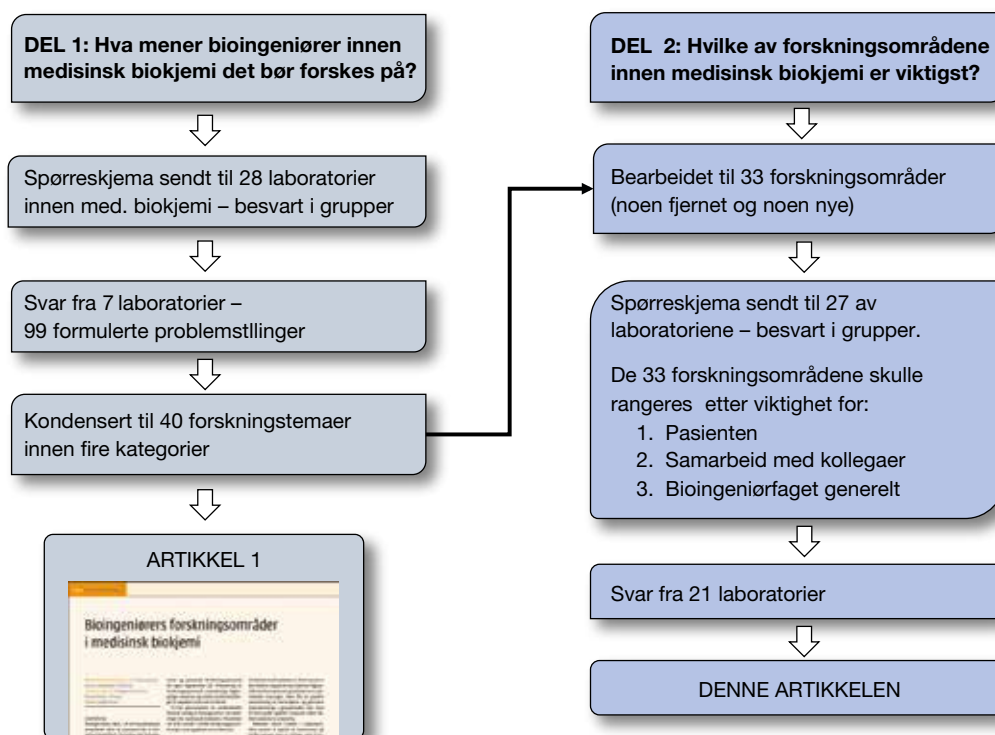 DEL 1: Hva mener bioingeniører innen
medisinsk biokjemi det bør forskes på?
Spørreskjema sendt til 28 laboratorier
innen med. biokjemi – besvart i grupper
Svar fra 7 laboratorier –
99 formulerte problemstllinger
Kondensert til 40 forskningstemaer
innen fire kategorier
ARTIKKEL 1
Bioingeniørers forskningsområder
i medisinsk biokjemi
DEL 2: Hvilke av forskningsområdene
innen medisinsk biokjemi er viktigst?
Bearbeidet til 33 forskningsområder
(noen fjernet og noen nye)
Spørreskjema sendt til 27 av
laboratoriene – besvart i grupper.
De 33 forskningsområdene skulle
rangeres etter viktighet for:
1. Pasienten
2. Samarbeid med kollegaer
3. Bioingeniørfaget generelt
Svar fra 21 laboratorier
DENNE ARTIKKELEN